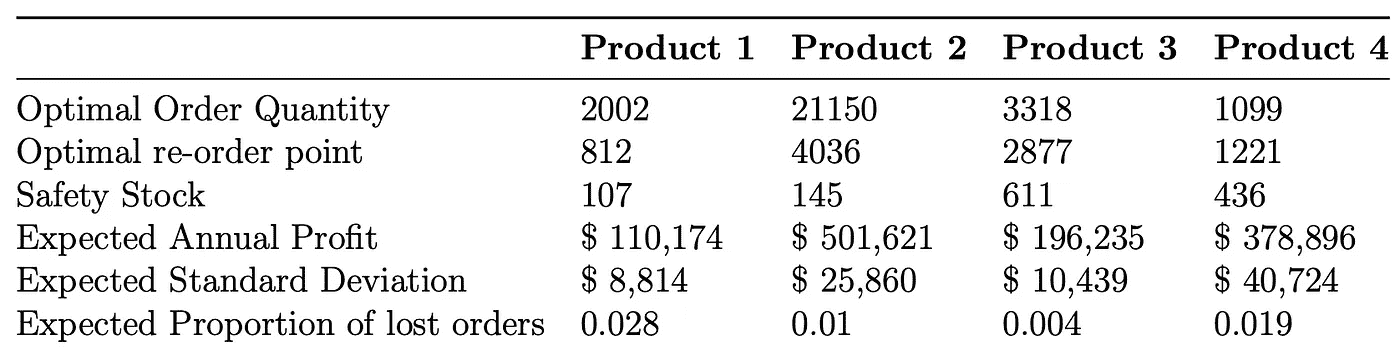 Product 1 Product 2 Product 3 Product 4
Optimal Order Quantity 2002 21150 3318 1099
Optimal re-order point 812 4036 2877 1221
Safety Stock 107 145 611 436
Expected Annual Profit $ 110,174 $ 501,621 $ 196,235 $ 378,896
Expected Standard Deviation $ 8,814 $ 25,860 $ 10,439 $ 40,724
Expected Proportion of lost orders 0.028 0.01 0.004 0.019